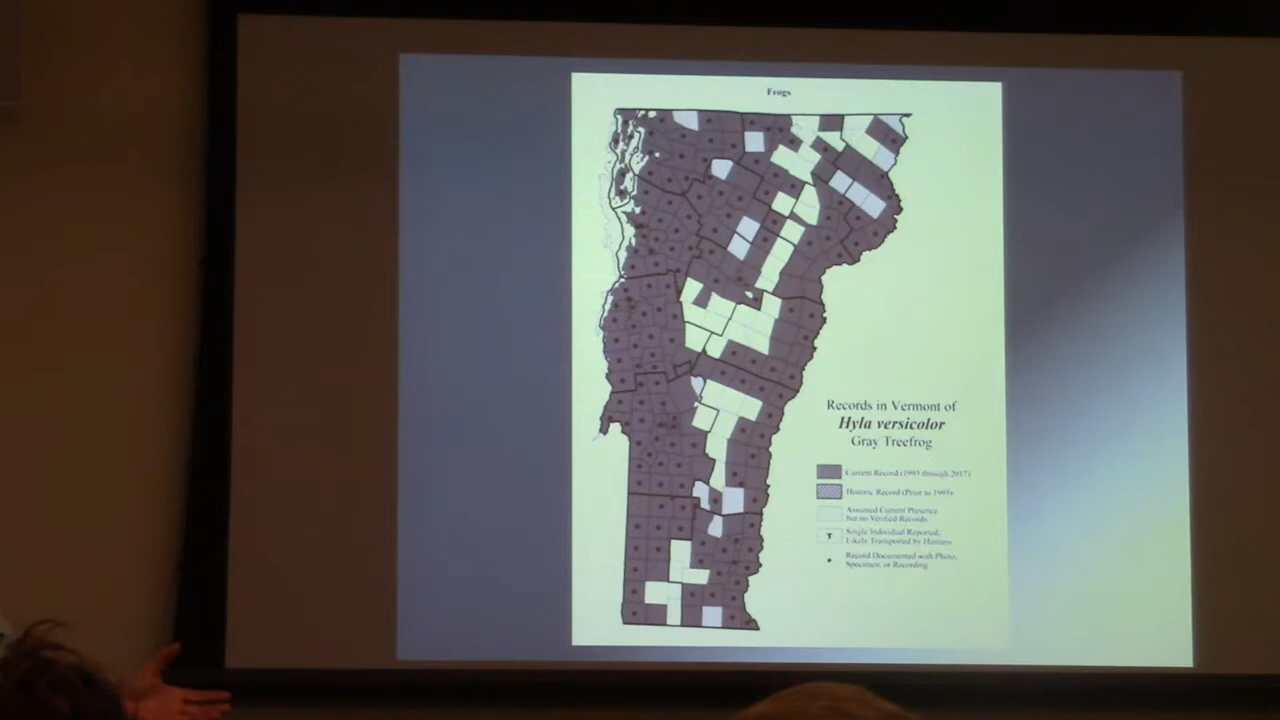 Frogs
Records in Vermont of
Hyla versicolor
Gray Treefrog
Current Record (1993 through 2017)
Historic Record (Prior to 1993)
Assumed Current Presence
but no Verified Records
T Single Individual Reported,
Likely Transported by Humans
Record Documented with Photo,
Specimen, or Recording